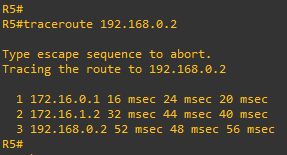 R5#
R5#traceroute 192.168.0.2
Type escape sequence to abort.
Tracing the route to 192.168.0.2
1 172.16.0.1 16 msec 24 msec 20 msec
2 172.16.1.2 32 msec 44 msec 40 msec
3 192.168.0.2 52 msec 48 msec 56 msec
R5#